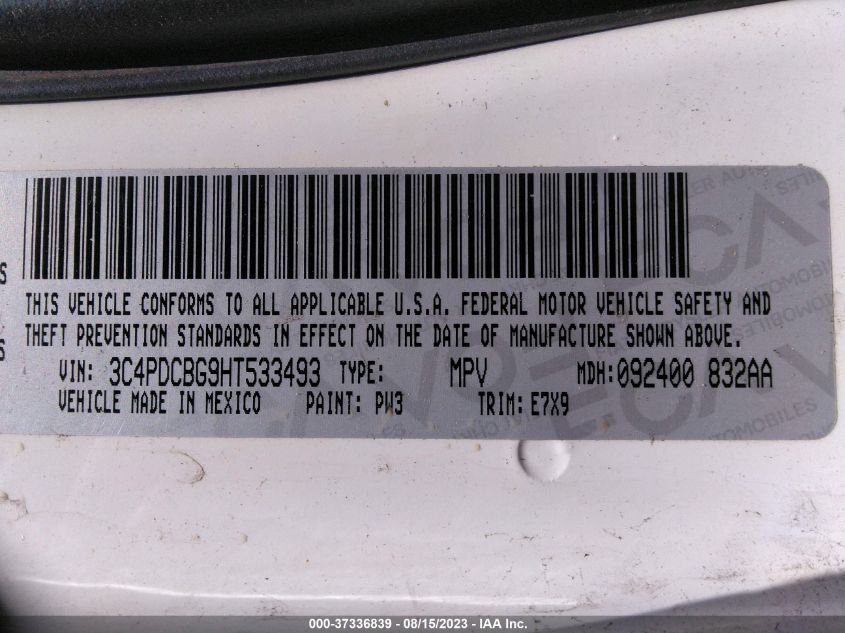 THIS VEHICLE CONFORMS TO ALL APPLICABLE U.S.A. FEDERAL MOTOR VEHICLE SAFETY AND
THEFT PREVENTION STANDARDS IN EFFECT ON THE DATE OF MANUFACTURE SHOWN ABOVE.
VIN: 3C4PDCBG9HT533493 TYPE: MPV MDH:092400 832AA
VEHICLE MADE IN MEXICO PAINT: PW3 TRIM: E7X9
000-37336839 - 08/15/2023 - IAA Inc.